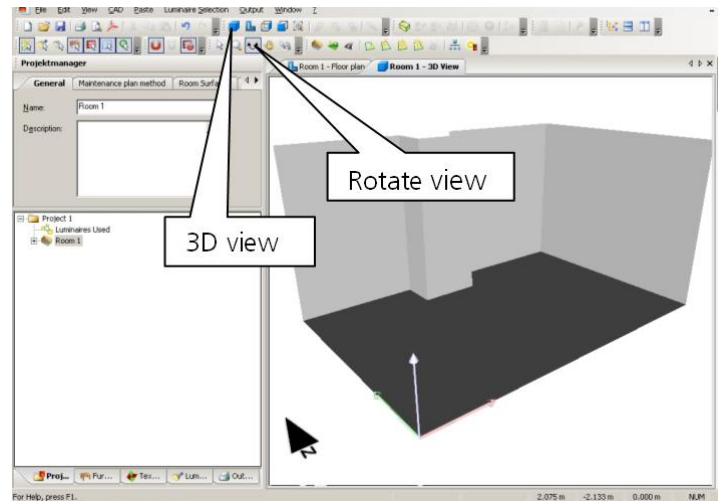 File Edit View CAD Paste Luminaire Selection Output Window ?
Projektmanager
General Maintenance plan method Room Surfa
Name: Room 1
Description:
Project 1
Luminaires Used
Room 1
Room 1 - Floor plan Room 1 - 3D View
Rotate view
3D view
N
Proj... Fur... Tex... Lum... Out...
For Help, press F1. 2.075 m -2.133 m 0.000 m NUM